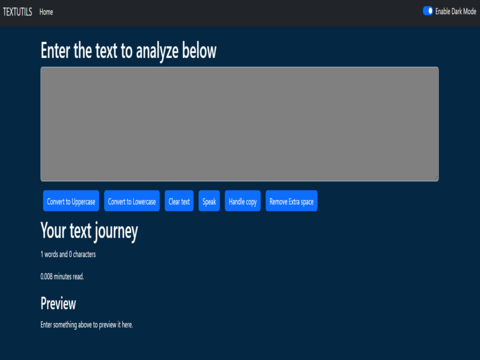 TEXTUTILS Home Enable Dark Mode
Enter the text to analyze below
Convert to Uppercase Convert to Lowercase Clear text Speak Handle copy Remove Extra space
Your text journey
1 words and 0 characters
0.008 minutes read.
Preview
Enter something above to preview it here.